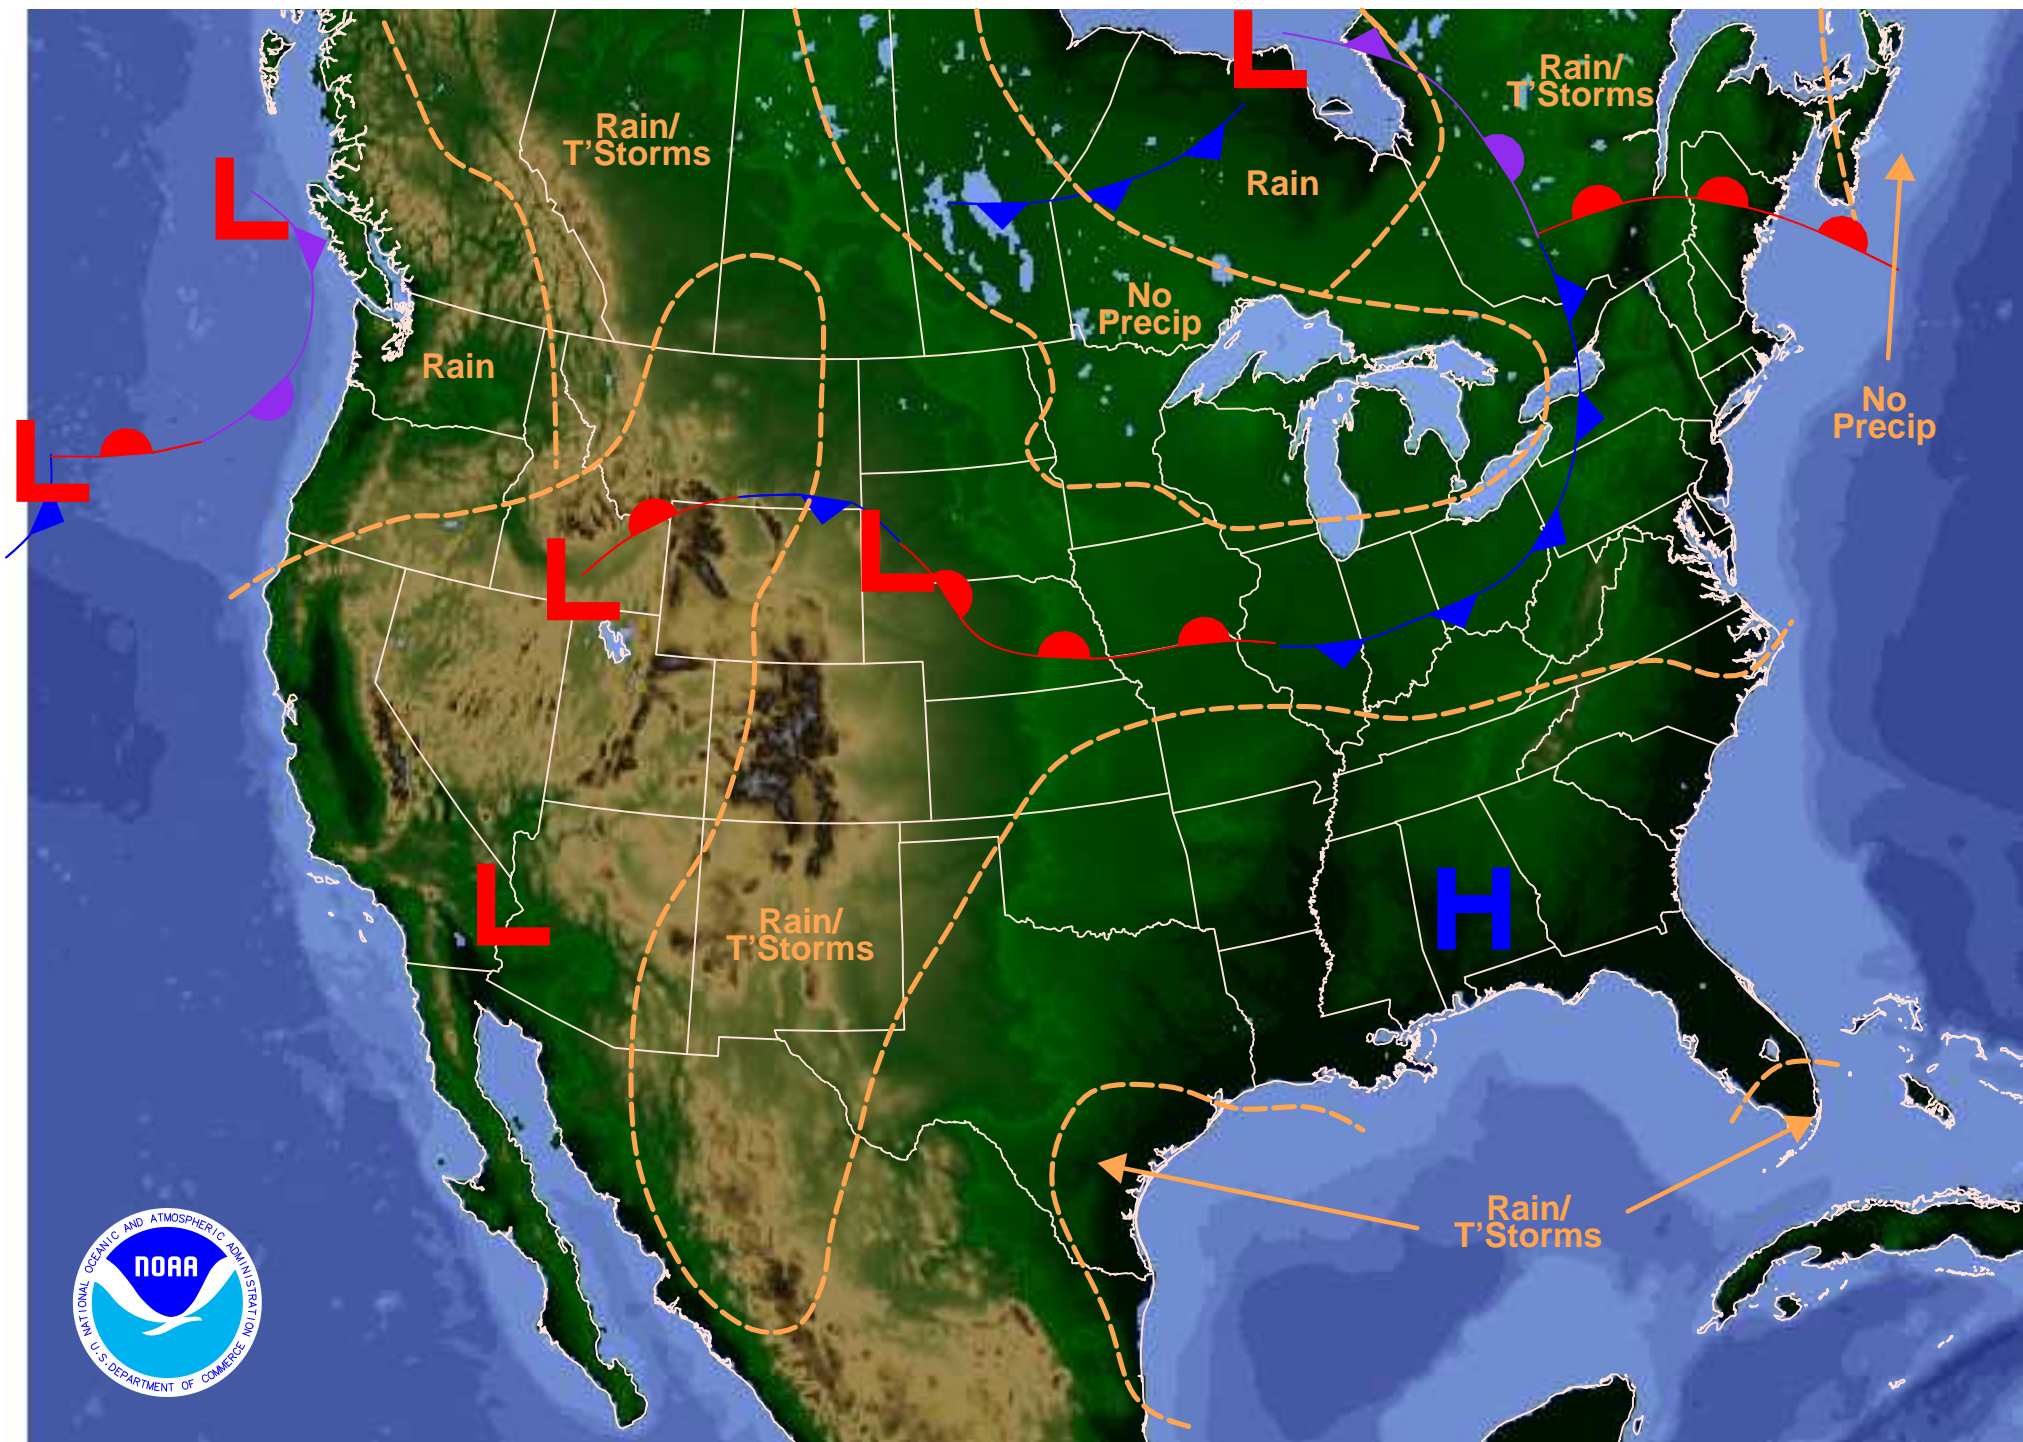 L
Rain/
T'Storms
Rain/
T'Storms
L
Rain
No
Precip
Rain
No
Precip
L
L
L
L
H
Rain/
T'Storms
Rain/
T'Storms
NATIONAL OCEANIC AND ATMOSPHERIC ADMINISTRATION
NOAA
U.S. DEPARTMENT OF COMMERCE